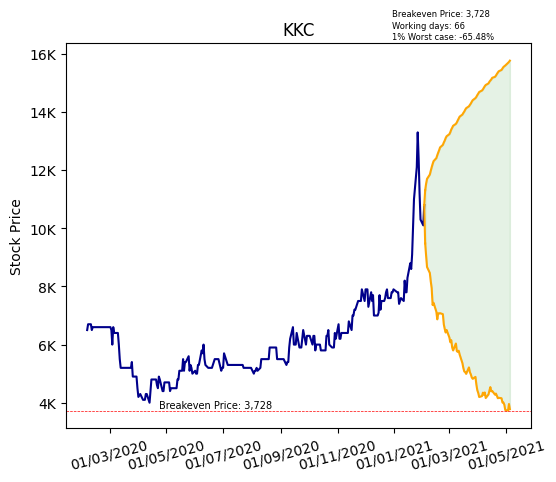 Breakeven Price: 3,728
Working days: 66
1% Worst case: -65.48%
KKC
Stock Price
16K
14K
12K
10K
8K
6K
4K
Breakeven Price: 3,728
01/03/2020
01/05/2020
01/07/2020
01/09/2020
01/11/2020
01/01/2021
01/03/2021
01/05/2021